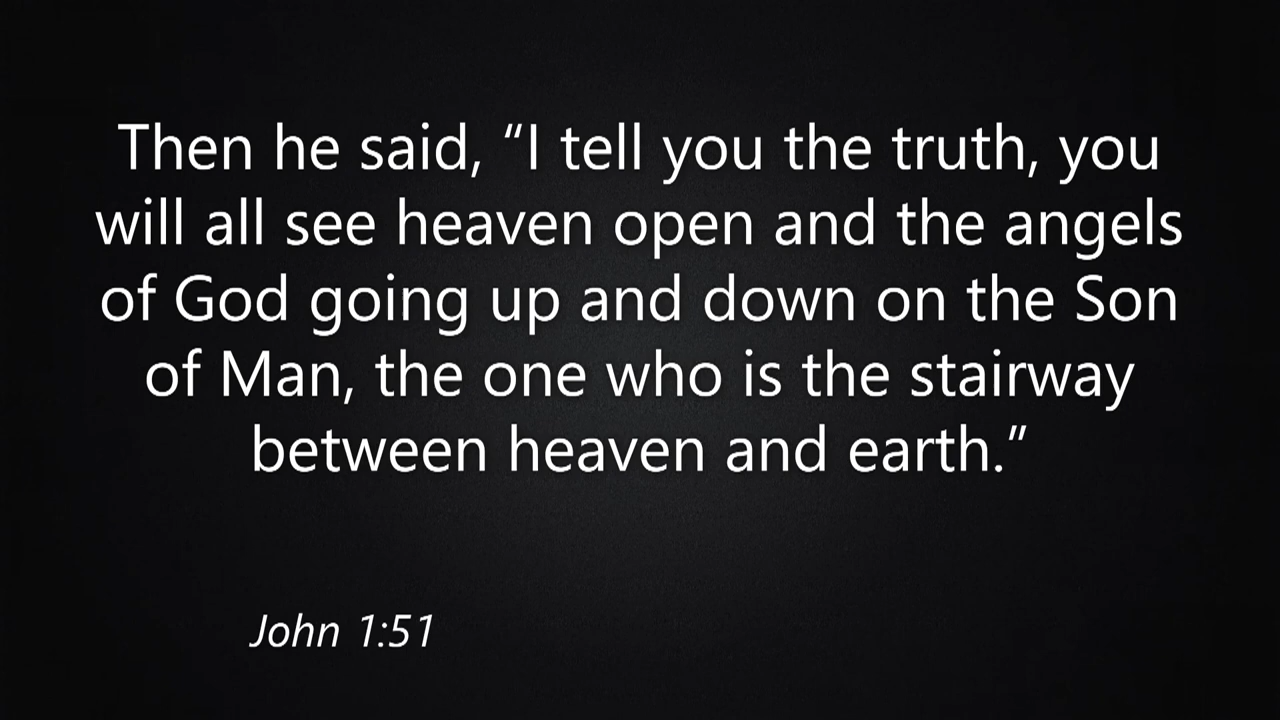 Then he said, “I tell you the truth, you
will all see heaven open and the angels
of God going up and down on the Son
of Man, the one who is the stairway
between heaven and earth.”
John 1:51